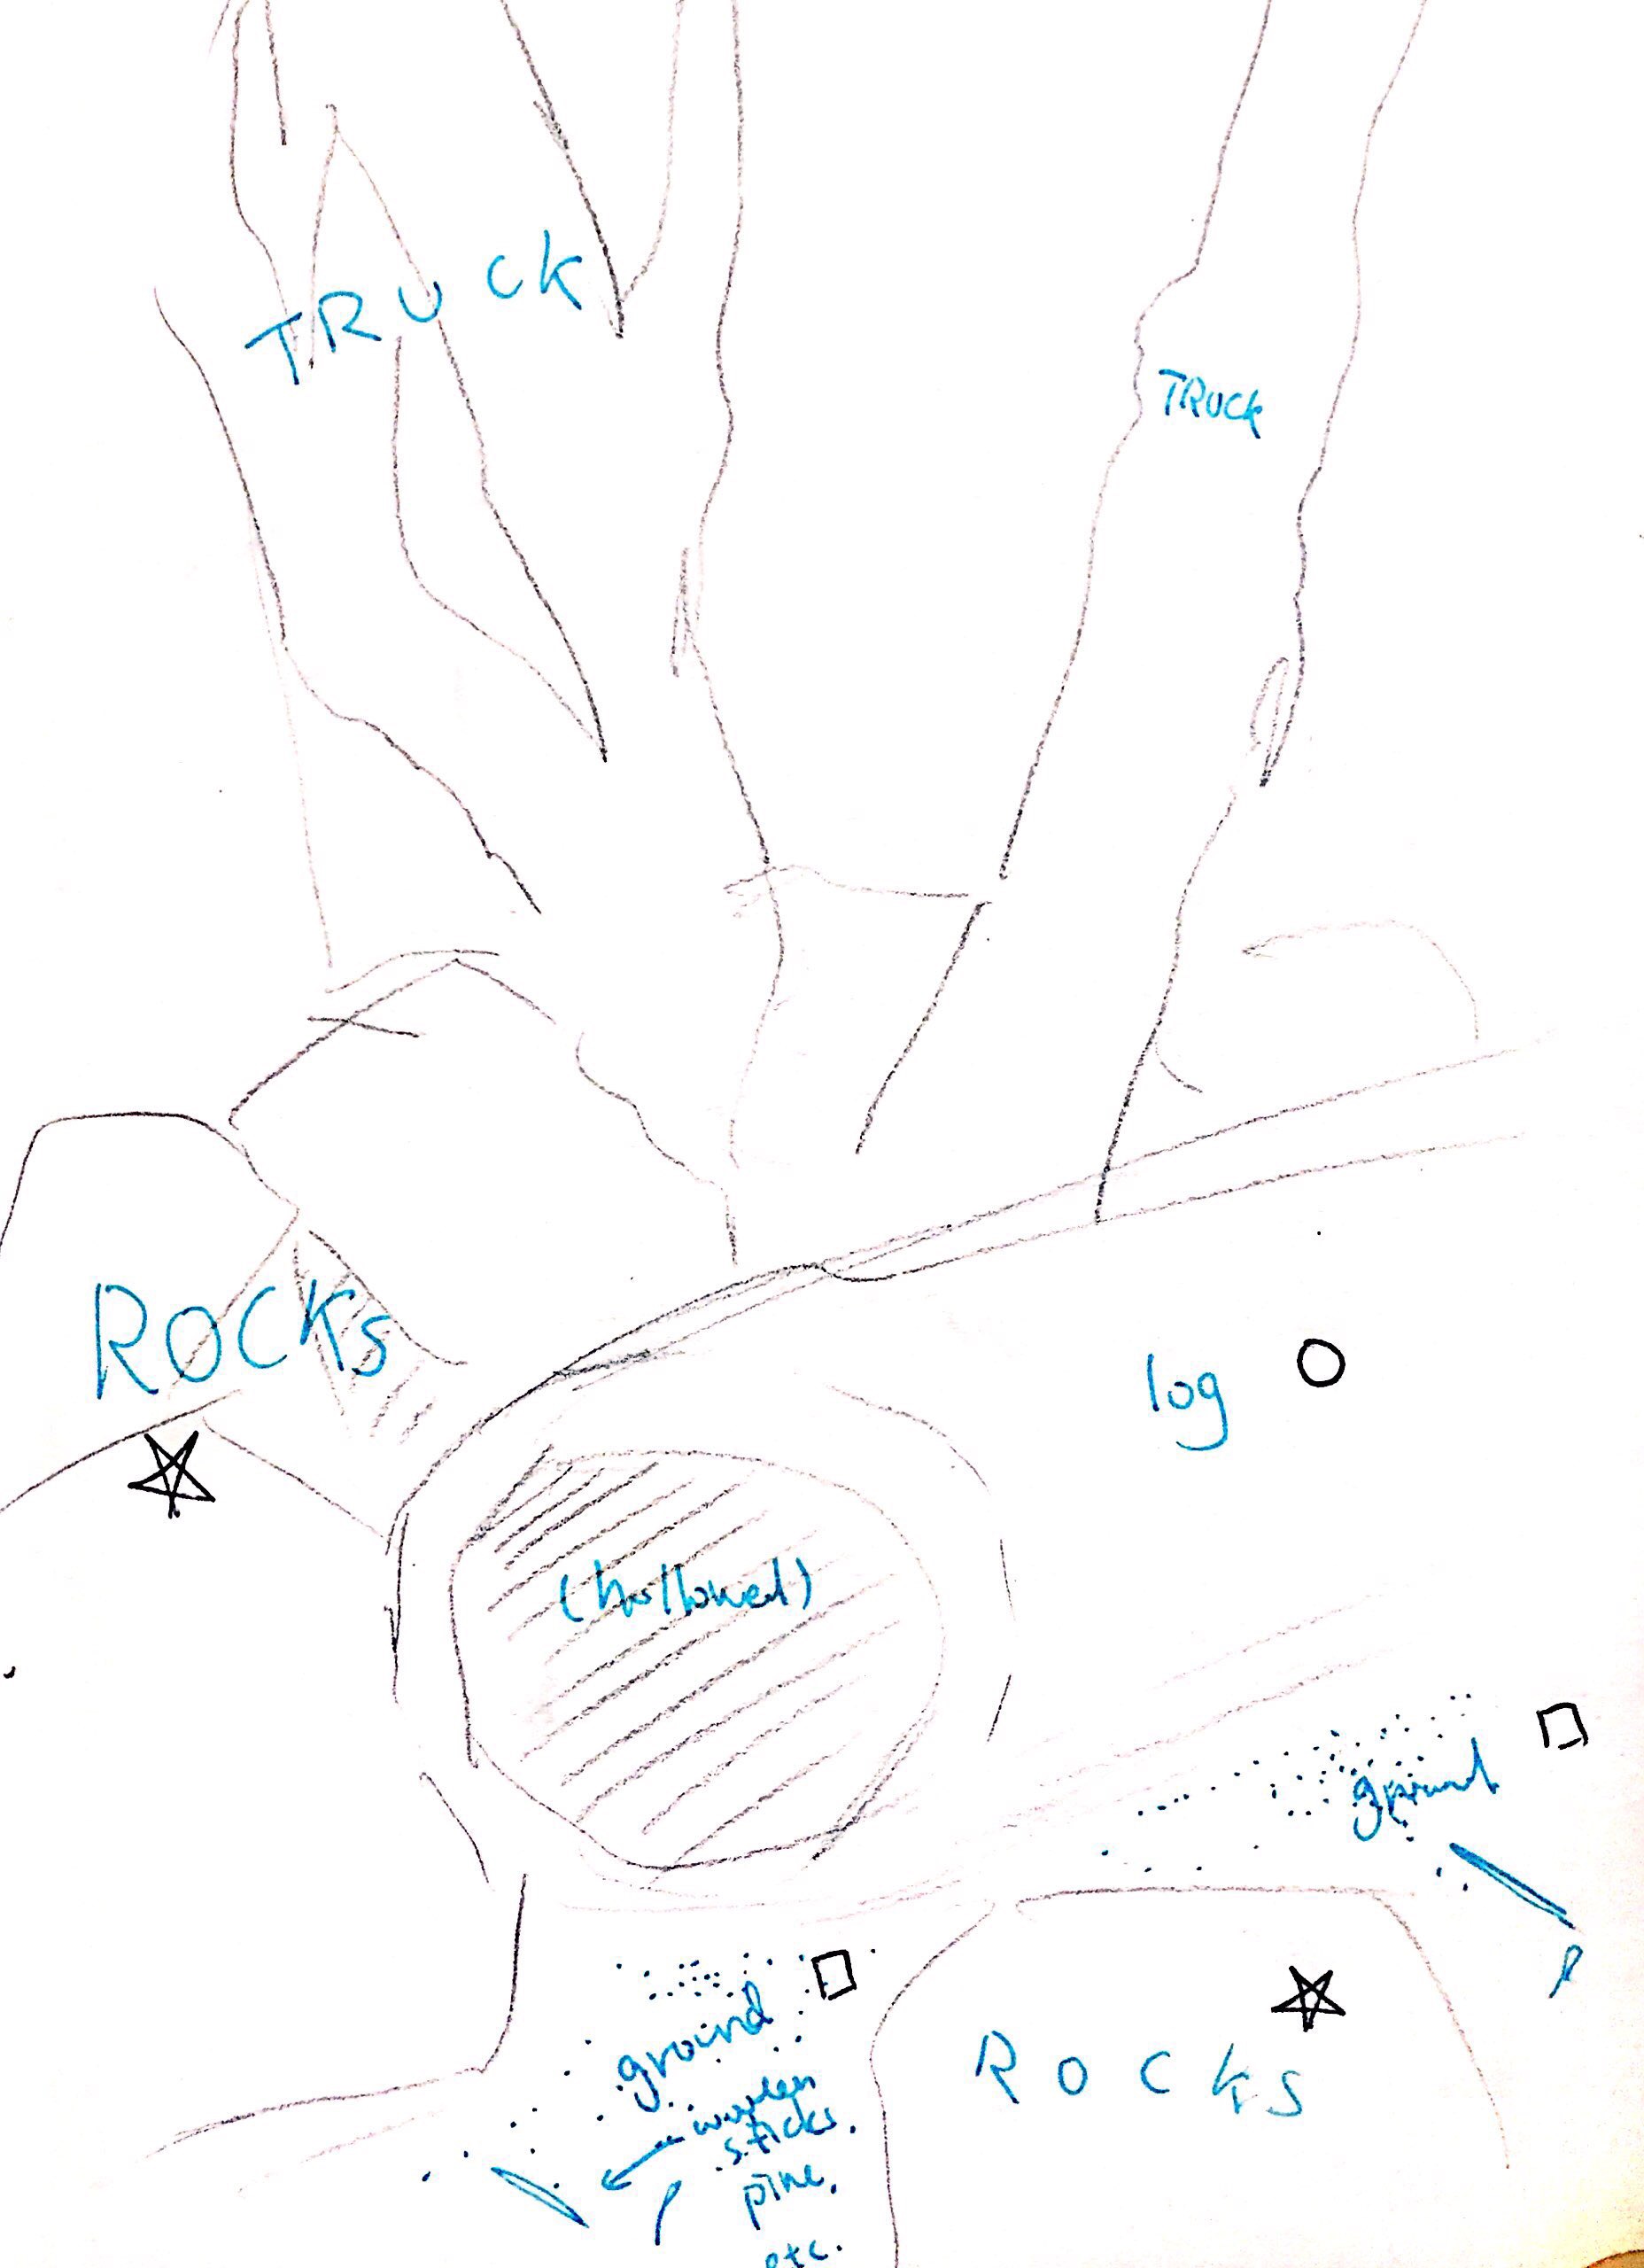 TRUCK
TRUCK
ROCKS
log
(hollowed)
ground
ground
wooden
sticks.
pine.
etc.
ROCKS